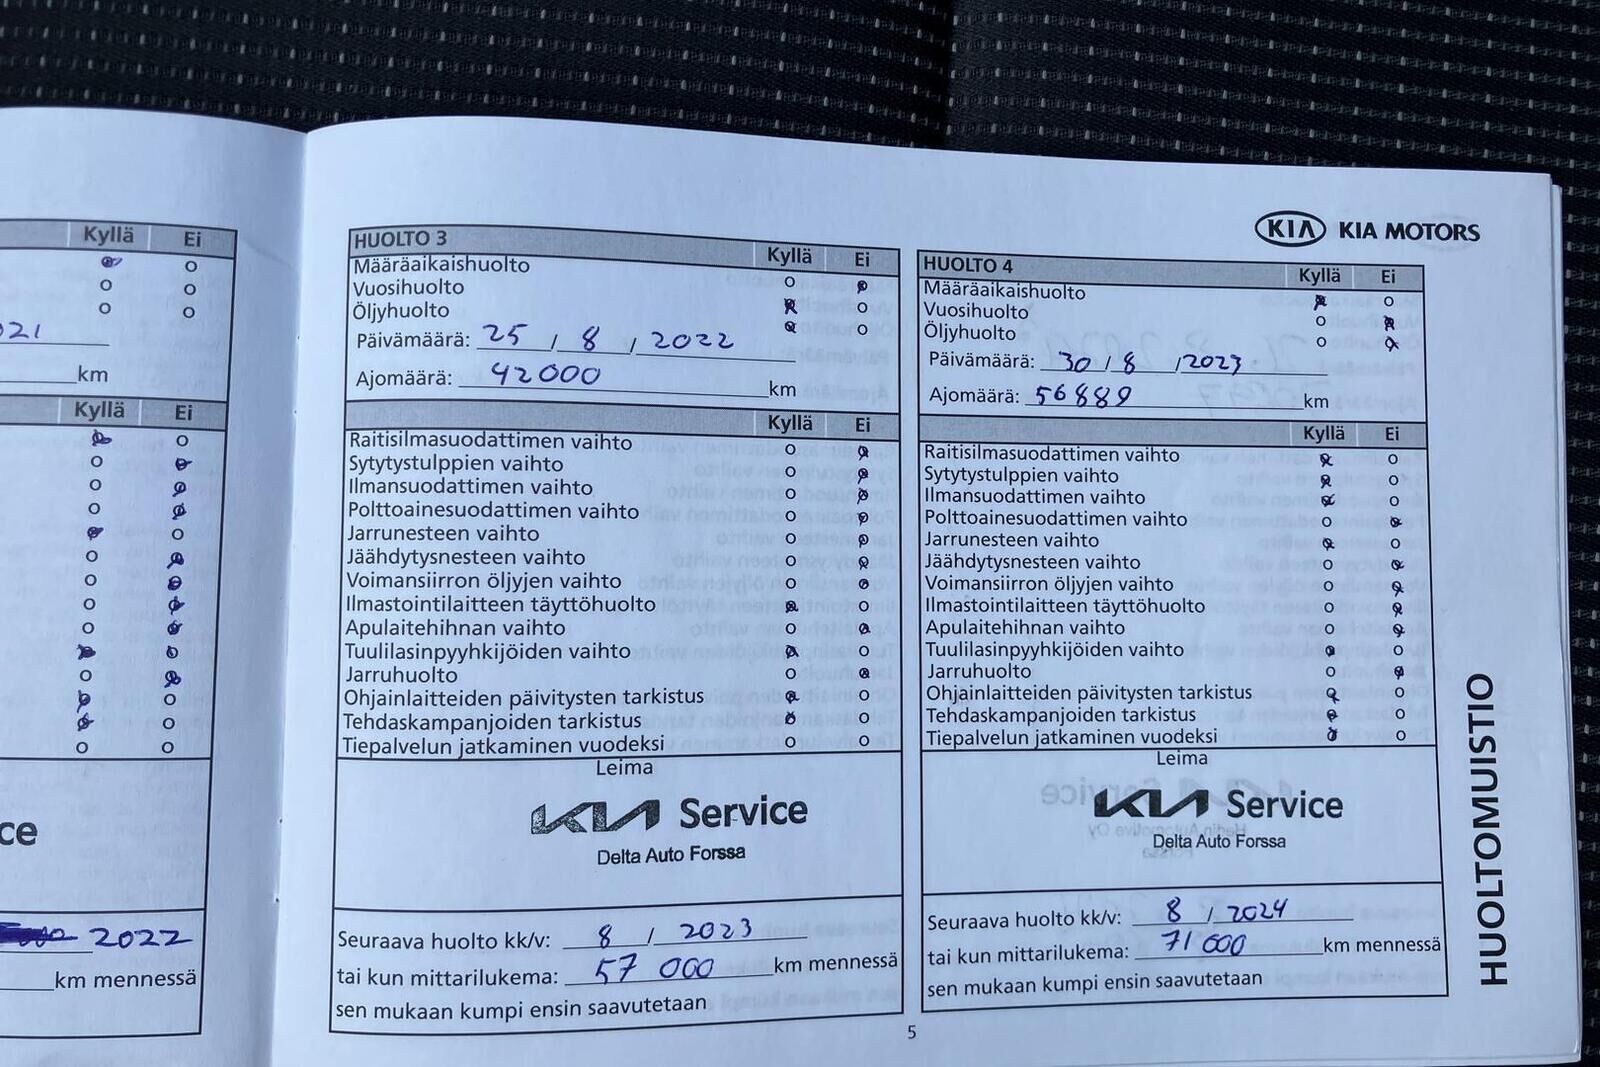 Kyllä Ei
021
km
Kyllä Ei
ce
2022
km mennessä
KIA KIA MOTORS
HUOLTO 3
Kyllä Ei
Määräaikaishuolto
Vuosihuolto
Öljyhuolto
Päivämäärä: 25 / 8 / 2022
Ajomäärä: 42000 km
Kyllä Ei
Raitisilmasuodattimen vaihto
Sytytystulppien vaihto
Ilmansuodattimen vaihto
Polttoainesuodattimen vaihto
Jarrunesteen vaihto
Jäähdytysnesteen vaihto
Voimansiirron öljyjen vaihto
Ilmastointilaitteen täyttöhuolto
Apulaitehihnan vaihto
Tuulilasinpyyhkijöiden vaihto
Jarruhuolto
Ohjainlaitteiden päivitysten tarkistus
Tehdaskampanjoiden tarkistus
Tiepalvelun jatkaminen vuodeksi
Leima
KIA Service
Delta Auto Forssa
Seuraava huolto kk/v: 8 / 2023
tai kun mittarilukema: 57 000 km mennessä
sen mukaan kumpi ensin saavutetaan
HUOLTO 4
Kyllä Ei
Määräaikaishuolto
Vuosihuolto
Öljyhuolto
Päivämäärä: 30 / 8 / 2023
Ajomäärä: 56889 km
Kyllä Ei
Raitisilmasuodattimen vaihto
Sytytystulppien vaihto
Ilmansuodattimen vaihto
Polttoainesuodattimen vaihto
Jarrunesteen vaihto
Jäähdytysnesteen vaihto
Voimansiirron öljyjen vaihto
Ilmastointilaitteen täyttöhuolto
Apulaitehihnan vaihto
Tuulilasinpyyhkijöiden vaihto
Jarruhuolto
Ohjainlaitteiden päivitysten tarkistus
Tehdaskampanjoiden tarkistus
Tiepalvelun jatkaminen vuodeksi
Leima
KIA Service
Delta Auto Forssa
Seuraava huolto kk/v: 8 / 2024
tai kun mittarilukema: 71 000 km mennessä
sen mukaan kumpi ensin saavutetaan
HUOLTOMUISTIO
5